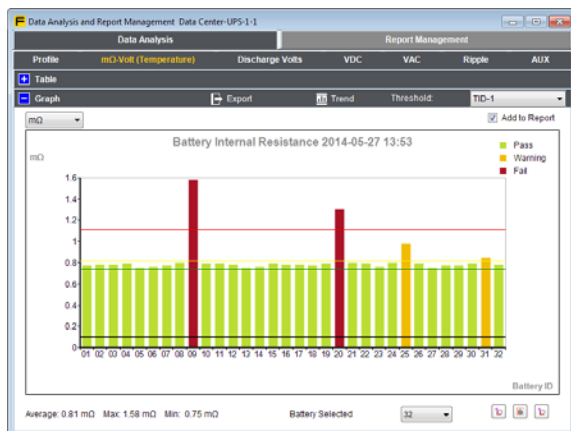 F Data Analysis and Report Management Data Center-UPS-1-1
Data Analysis Report Management
Profile mΩ-Volt (Temperature) Discharge Volts VDC VAC Ripple AUX
Table
Graph Export Trend Threshold: TID-1
mΩ Add to Report
Battery Internal Resistance 2014-05-27 13:53
mΩ
Pass
Warning
Fail
1.6
1.4
1.2
1
0.8
0.6
0.4
0.2
0
01 02 03 04 05 06 07 08 09 10 11 12 13 14 15 16 17 18 19 20 21 22 23 24 25 26 27 28 29 30 31 32
Battery ID
Average: 0.81 mΩ Max: 1.58 mΩ Min: 0.75 mΩ Battery Selected 32